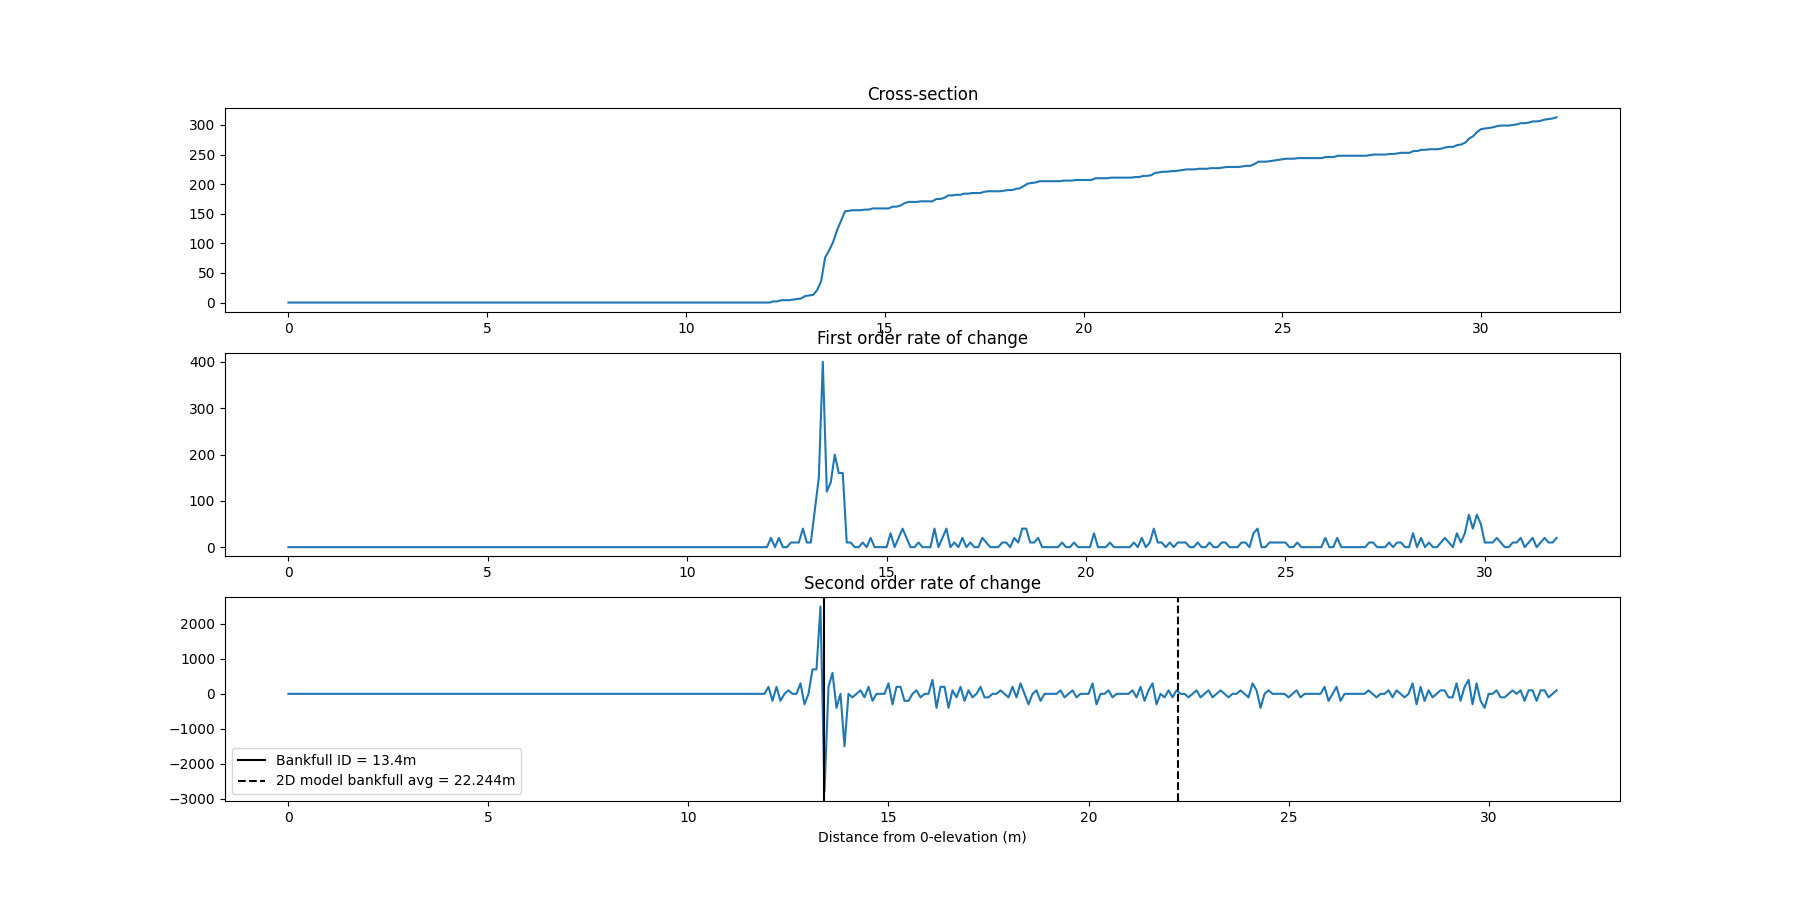 Cross-section
300
250
200
150
100
50
0
0 5 10 15 20 25 30
First order rate of change
400
300
200
100
0
0 5 10 15 20 25 30
Second order rate of change
2000
1000
0
−1000
−2000
−3000
Bankfull ID = 13.4m
2D model bankfull avg = 22.244m
0 5 10 15 20 25 30
Distance from 0-elevation (m)